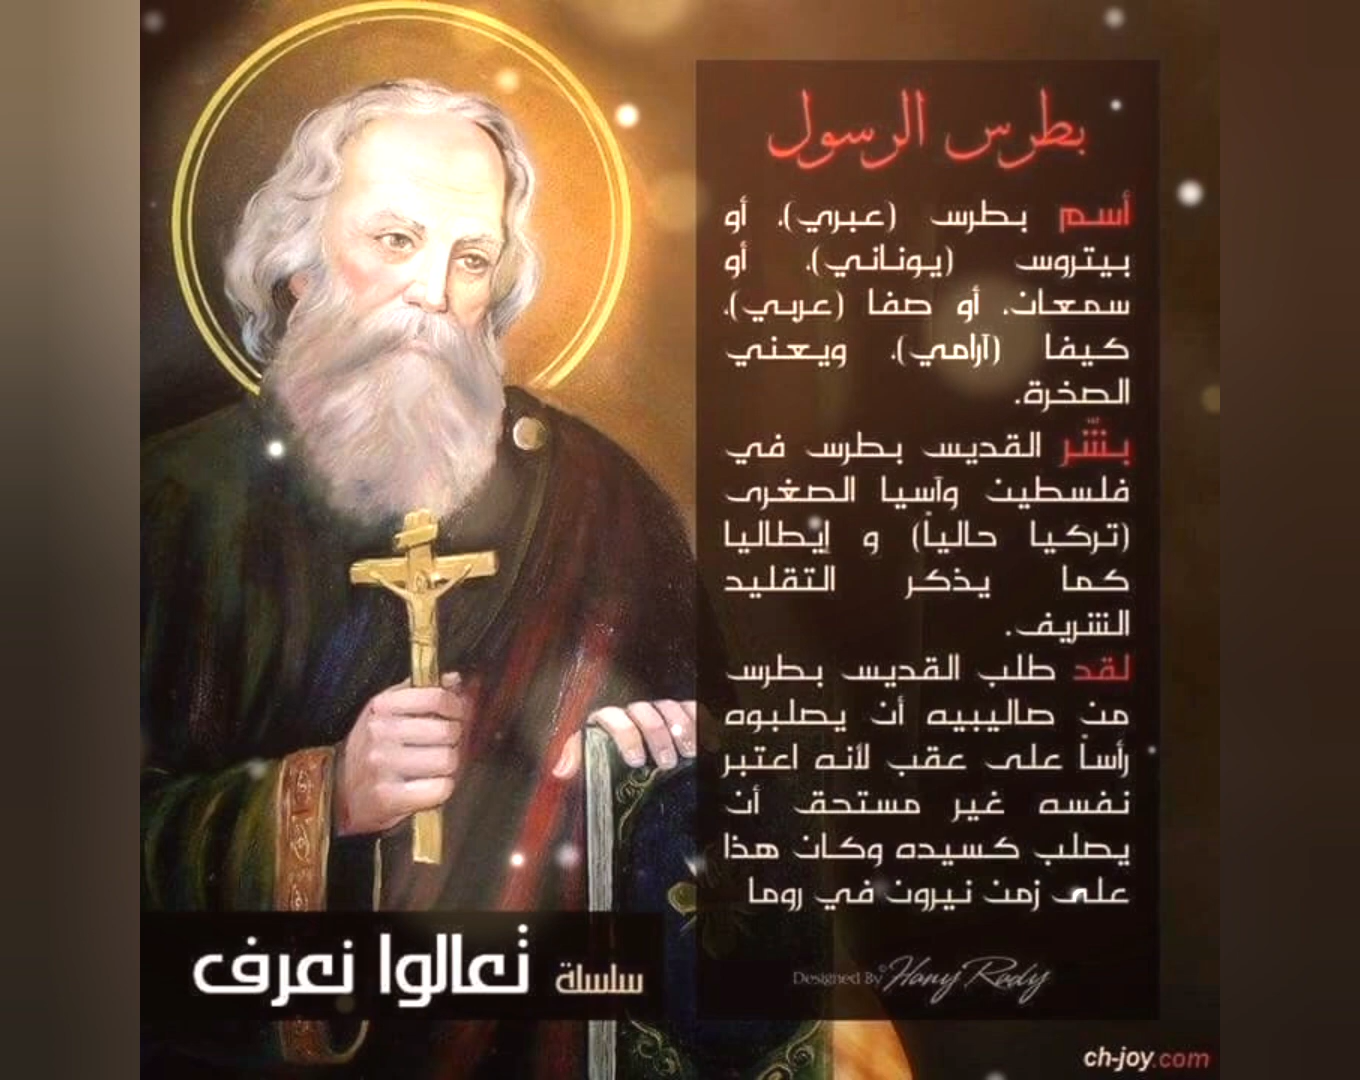 بطرس الرسول
أسم بطرس (عبري)، أو
بيتروس (يوناني)، أو
سمعان، أو صفا (عربي)،
كيفا (آرامي)، ويعني
الصخرة.
بشّر القديس بطرس في
فلسطين وآسيا الصغرى
(تركيا حالياً) و إيطاليا
كما يذكر التقليد
الشريف.
لقد طلب القديس بطرس
من صاليبيه أن يصلبوه
رأساً على عقب لأنه اعتبر
نفسه غير مستحق أن
يصلب كسيده وكان هذا
على زمن نيرون في روما
Designed By© Hany Rady
سلسلة تعالوا نعرف
ch-joy.com